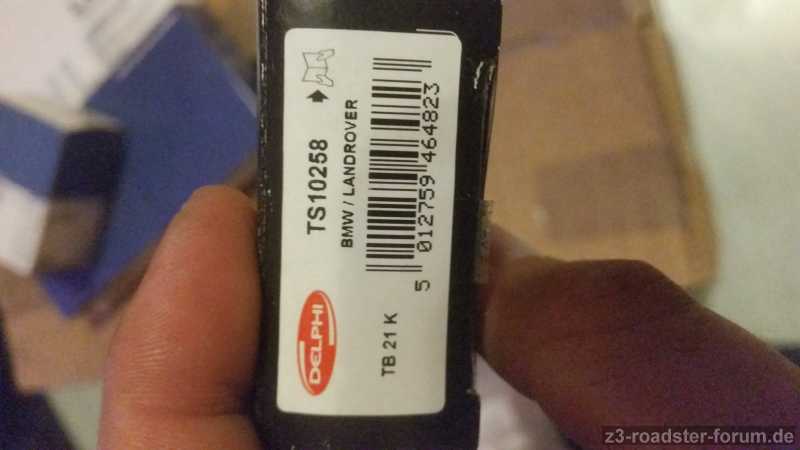 TS10258
BMW / LANDROVER
5 012759 464823
DELPHI
TB 21 K
z3-roadster-forum.de